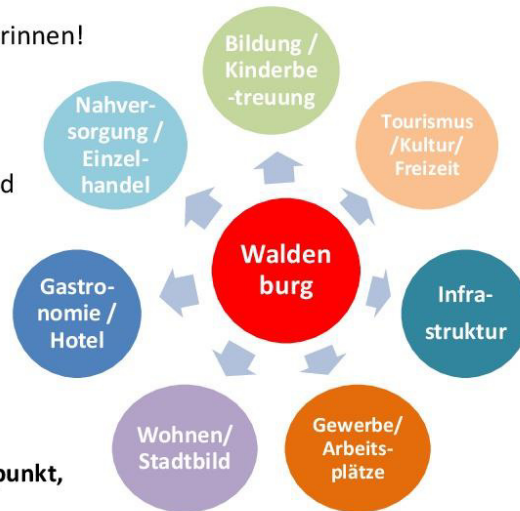 rinnen!
d
punkt,
Bildung /
Kinderbe
-treuung
Nahver-
sorgung /
Einzel-
handel
Tourismus
/Kultur/
Freizeit
Walden
burg
Gastro-
nomie /
Hotel
Infra-
struktur
Wohnen/
Stadtbild
Gewerbe/
Arbeits-
plätze